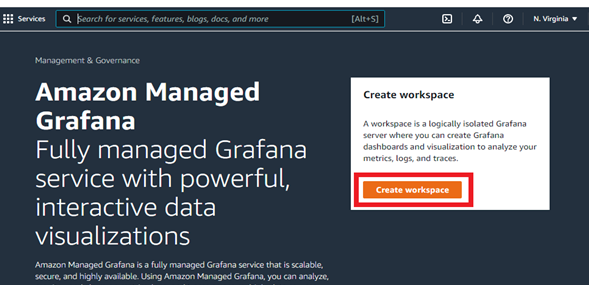 Services
Search for services, features, blogs, docs, and more [Alt+S]
N. Virginia
Management & Governance
Amazon Managed
Grafana
Fully managed Grafana
service with powerful,
interactive data
visualizations
Amazon Managed Grafana is a fully managed Grafana service that is scalable,
secure, and highly available. Using Amazon Managed Grafana, you can analyze,
Create workspace
A workspace is a logically isolated Grafana
server where you can create Grafana
dashboards and visualization to analyze your
metrics, logs, and traces.
Create workspace